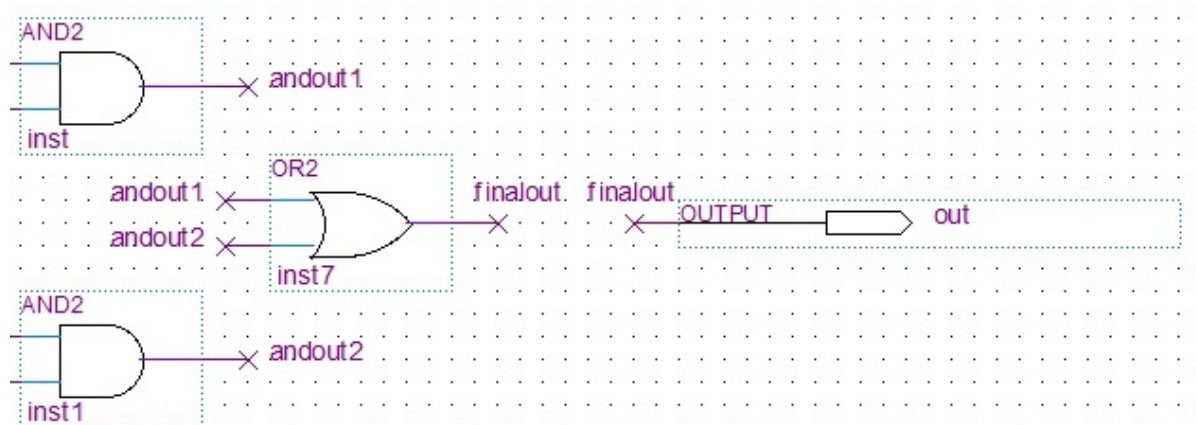 AND2
andout1
inst
OR2
andout1
finalout
finalout
OUTPUT
out
andout2
inst7
AND2
andout2
inst1